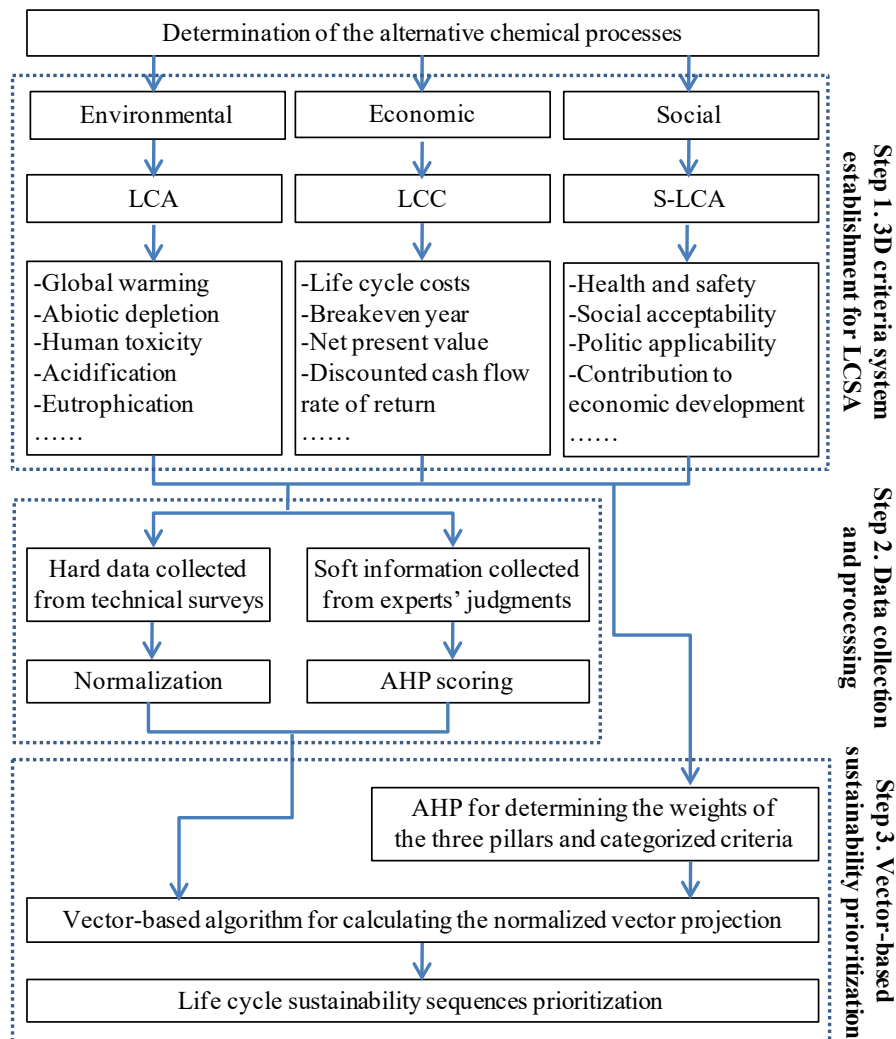 Determination of the alternative chemical processes
Environmental
Economic
Social
LCA
LCC
S-LCA
-Global warming
-Abiotic depletion
-Human toxicity
-Acidification
-Eutrophication
……
-Life cycle costs
-Breakeven year
-Net present value
-Discounted cash flow
rate of return
……
-Health and safety
-Social acceptability
-Politic applicability
-Contribution to
economic development
……
Step 1. 3D criteria system
establishment for LCSA
Hard data collected
from technical surveys
Soft information collected
from experts’ judgments
Normalization
AHP scoring
Step 2. Data collection
and processing
AHP for determining the weights of
the three pillars and categorized criteria
Vector-based algorithm for calculating the normalized vector projection
Life cycle sustainability sequences prioritization
Step 3. Vector-based
sustainability prioritization